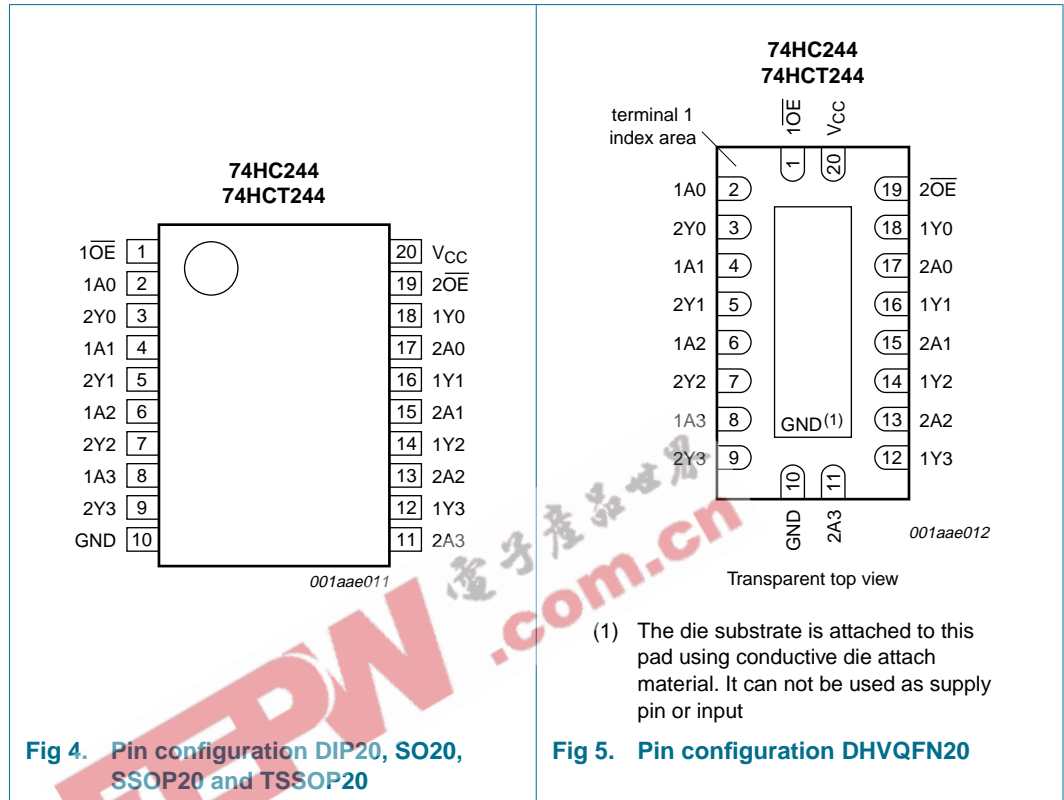 74HC244
74HCT244
1OE 1
1A0 2
2Y0 3
1A1 4
2Y1 5
1A2 6
2Y2 7
1A3 8
2Y3 9
GND 10
20 VCC
19 2OE
18 1Y0
17 2A0
16 1Y1
15 2A1
14 1Y2
13 2A2
12 1Y3
11 2A3
001aae011
Fig 4. Pin configuration DIP20, SO20,
SSOP20 and TSSOP20
74HC244
74HCT244
terminal 1
index area
1OE
VCC
1
20
1A0 2
2Y0 3
1A1 4
2Y1 5
1A2 6
2Y2 7
1A3 8
2Y3 9
19 2OE
18 1Y0
17 2A0
16 1Y1
15 2A1
14 1Y2
13 2A2
12 1Y3
GND(1)
10
11
GND
2A3
001aae012
Transparent top view
(1) The die substrate is attached to this
pad using conductive die attach
material. It can not be used as supply
pin or input
Fig 5. Pin configuration DHVQFN20
EEPW
.com.cn
電子產品世界